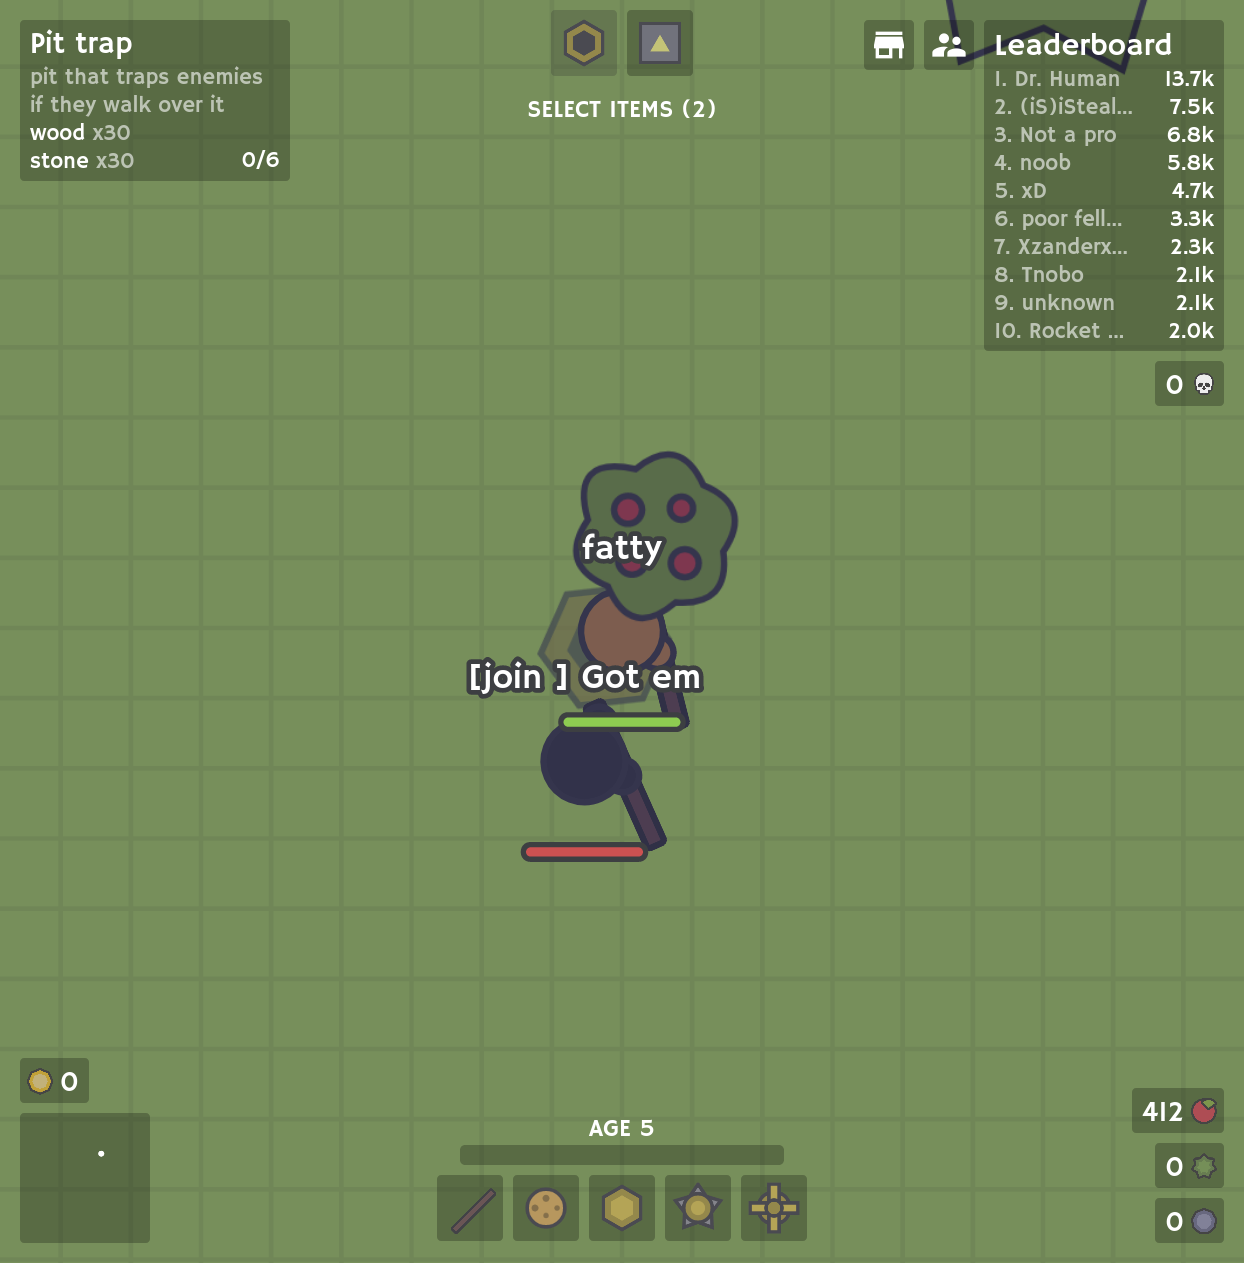 Pit trap
pit that traps enemies
if they walk over it
wood x30
stone x30 0/6
SELECT ITEMS (2)
Leaderboard
1. Dr. Human 13.7k
2. (iS)iSteal... 7.5k
3. Not a pro 6.8k
4. noob 5.8k
5. xD 4.7k
6. poor fell... 3.3k
7. Xzanderx... 2.3k
8. Tnobo 2.1k
9. unknown 2.1k
10. Rocket ... 2.0k
0
fatty
[join ] Got em
0
AGE 5
412
0
0